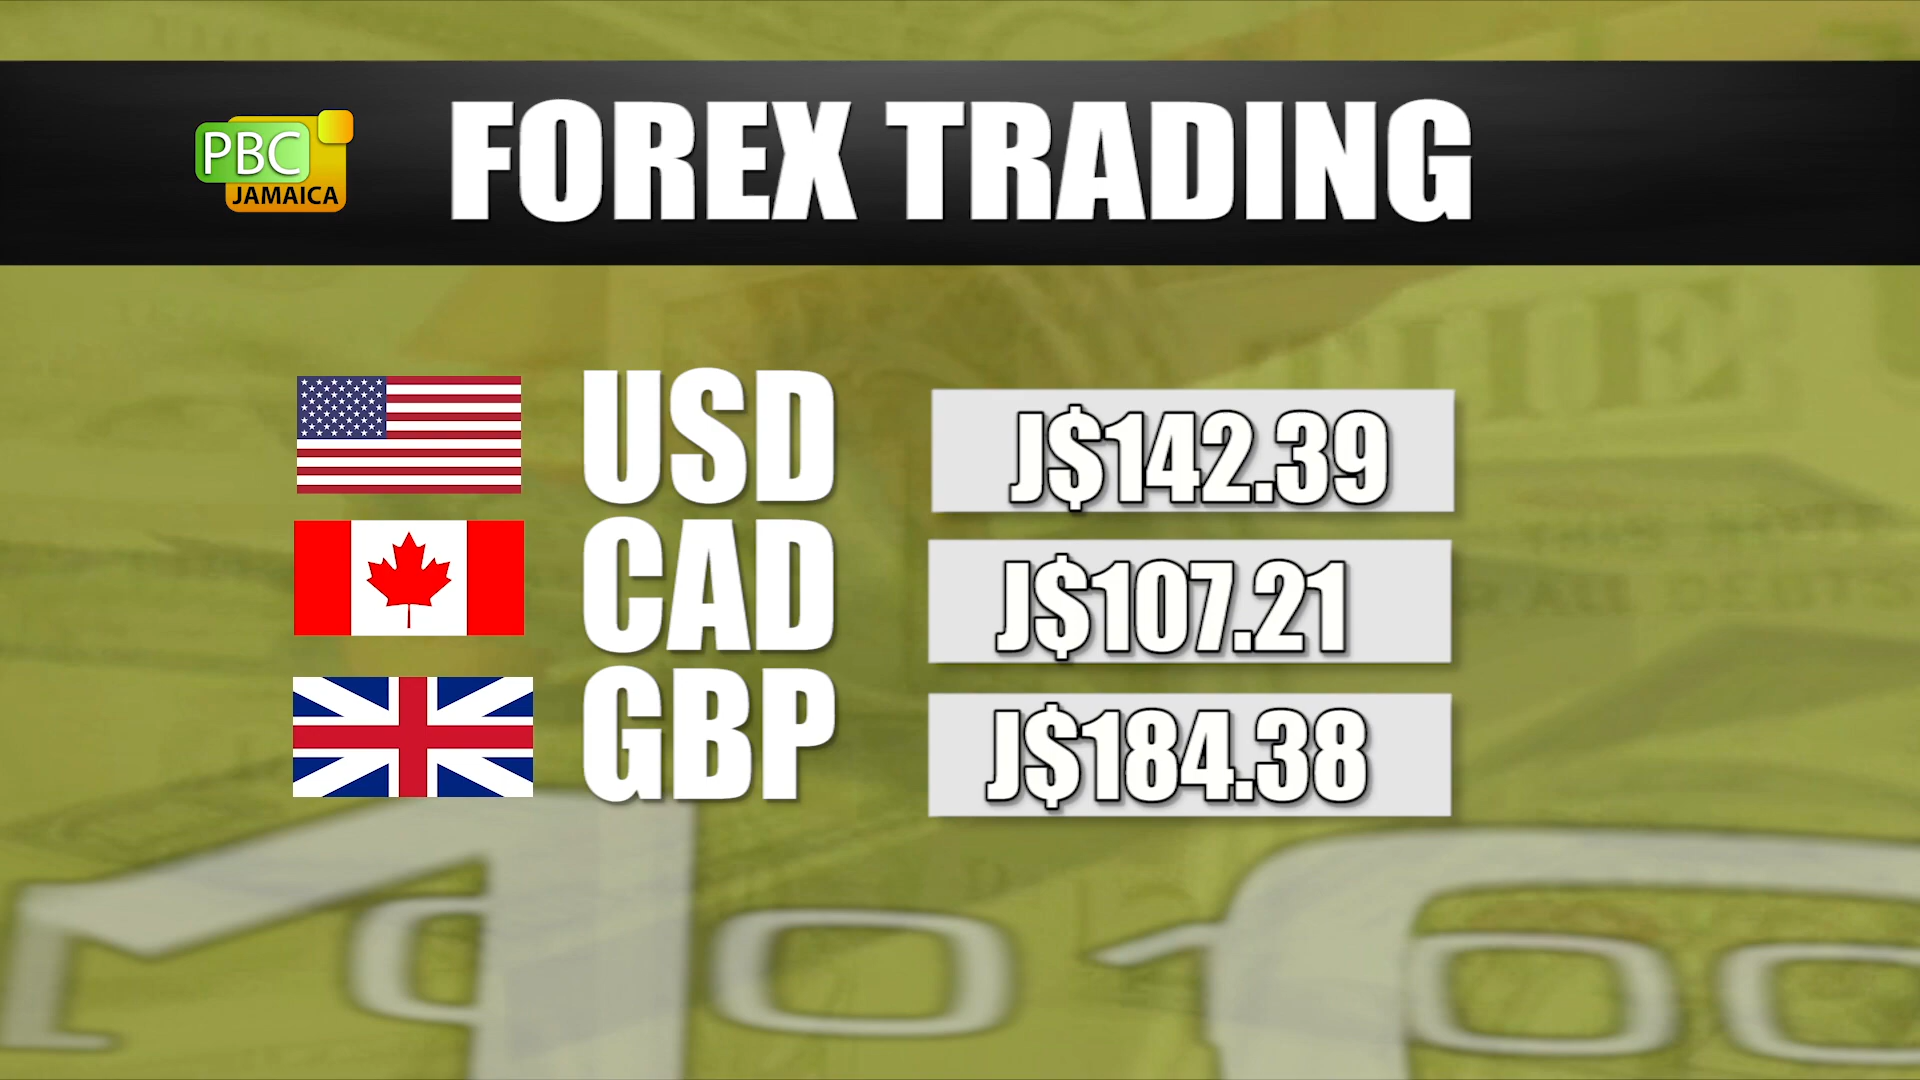 PBC
JAMAICA
FOREX TRADING
USD J$142.39
CAD J$107.21
GBP J$184.38